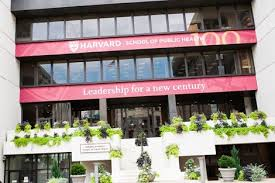 HARVARD SCHOOL OF PUBLIC HEALTH
Leadership for a new century